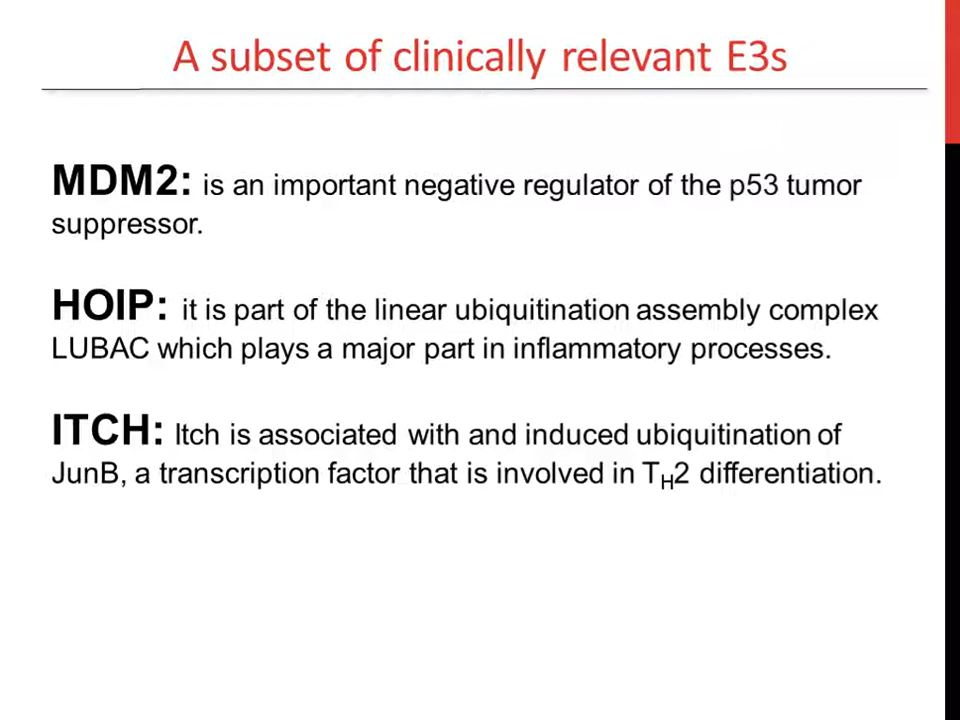 A subset of clinically relevant E3s
MDM2: is an important negative regulator of the p53 tumor
suppressor.
HOIP: it is part of the linear ubiquitination assembly complex
LUBAC which plays a major part in inflammatory processes.
ITCH: Itch is associated with and induced ubiquitination of
JunB, a transcription factor that is involved in TH2 differentiation.